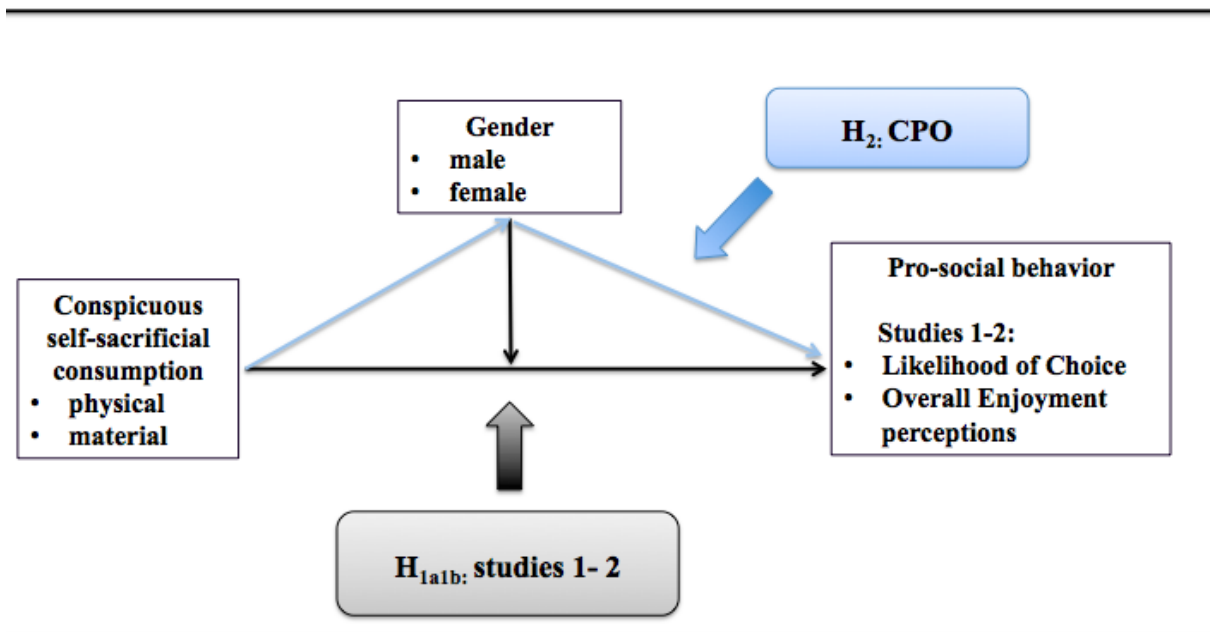 Gender
• male
• female
H2: CPO
Conspicuous
self-sacrificial
consumption
• physical
• material
Pro-social behavior
Studies 1-2:
• Likelihood of Choice
• Overall Enjoyment
perceptions
H1a1b: studies 1- 2